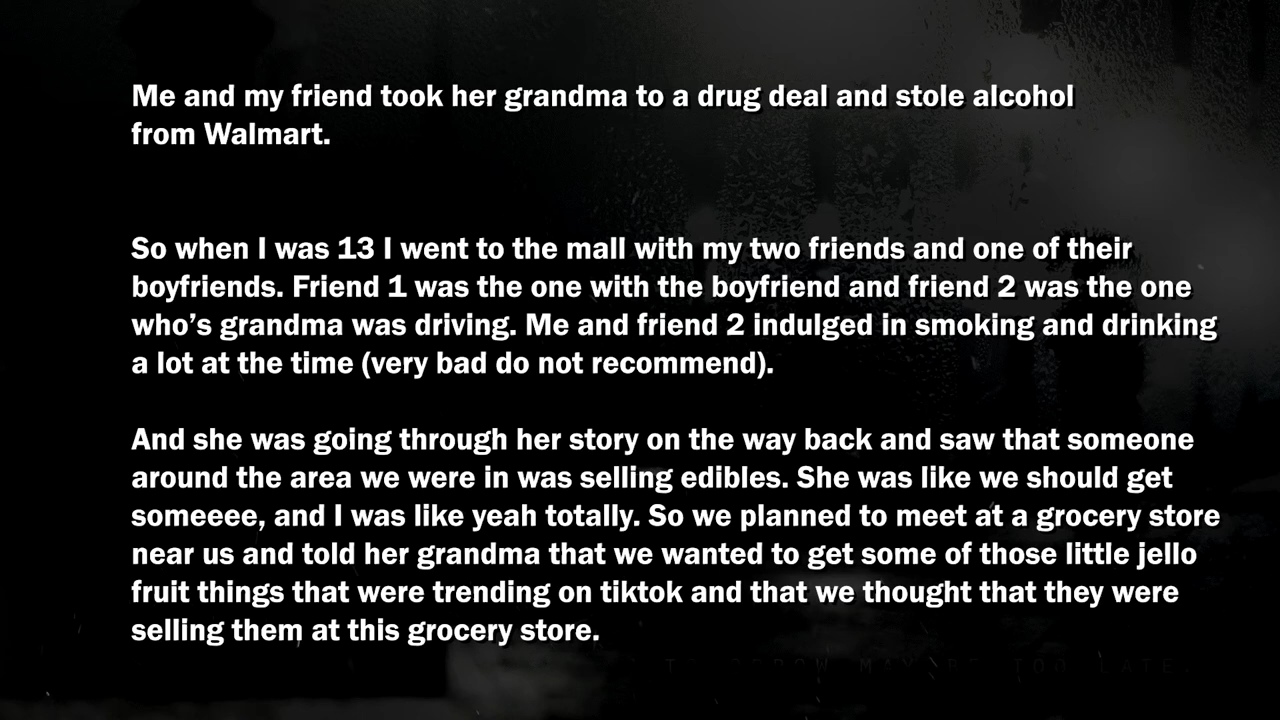 Me and my friend took her grandma to a drug deal and stole alcohol
from Walmart.
So when I was 13 I went to the mall with my two friends and one of their
boyfriends. Friend 1 was the one with the boyfriend and friend 2 was the one
who's grandma was driving. Me and friend 2 indulged in smoking and drinking
a lot at the time (very bad do not recommend).
And she was going through her story on the way back and saw that someone
around the area we were in was selling edibles. She was like we should get
someeee, and I was like yeah totally. So we planned to meet at a grocery store
near us and told her grandma that we wanted to get some of those little jello
fruit things that were trending on tiktok and that we thought that they were
selling them at this grocery store.
MAY BE TOO LATE.